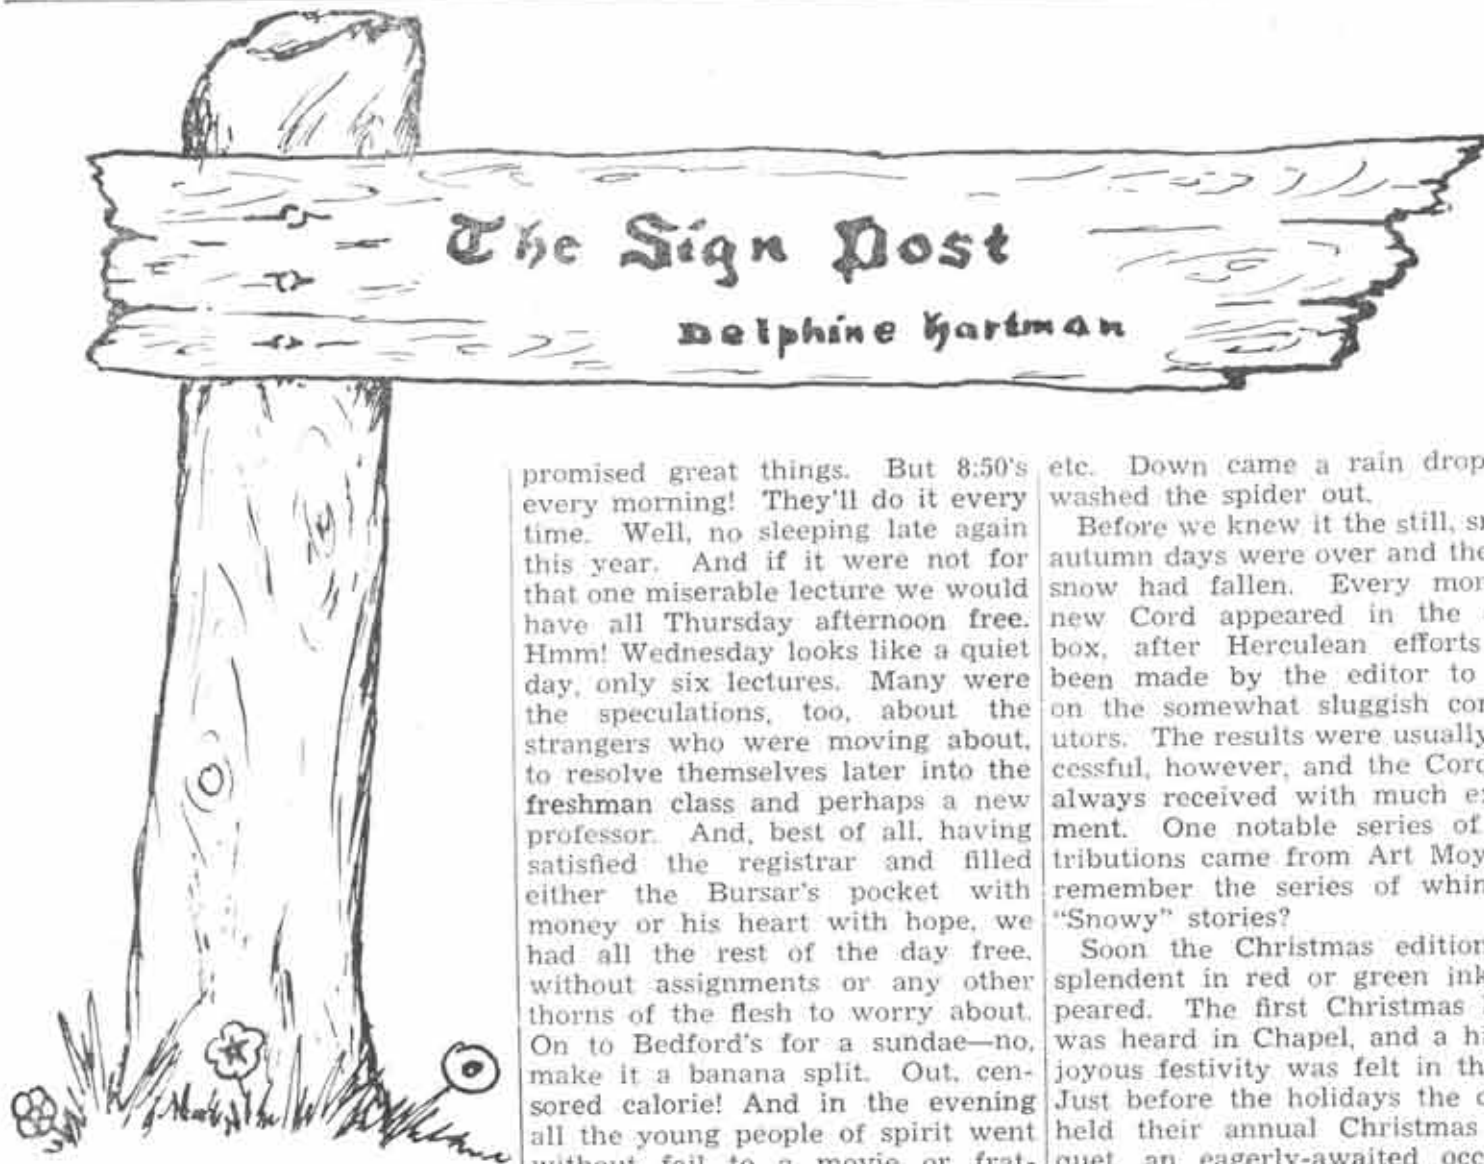 The Sign Post
Delphine Hartman
promised great things. But 8:50's
every morning! They'll do it every
time. Well, no sleeping late again
this year. And if it were not for
that one miserable lecture we would
have all Thursday afternoon free.
Hmm! Wednesday looks like a quiet
day, only six lectures. Many were
the speculations, too, about the
strangers who were moving about,
to resolve themselves later into the
freshman class and perhaps a new
professor. And, best of all, having
satisfied the registrar and filled
either the Bursar's pocket with
money or his heart with hope, we
had all the rest of the day free,
without assignments or any other
thorns of the flesh to worry about.
On to Bedford's for a sundae—no,
make it a banana split. Out, cen-
sored calorie! And in the evening
all the young people of spirit went
without fail to a movie or frat-
etc. Down came a rain drop
washed the spider out.
Before we knew it the still,
autumn days were over and the
snow had fallen. Every
new Cord appeared in the
box, after Herculean efforts
been made by the editor to
on the somewhat sluggish
utors. The results were usually
cessful, however, and the
always received with much
ment. One notable series of
tributions came from Art
remember the series of
"Snowy" stories?
Soon the Christmas edition
splendent in red or green ink
peared. The first Christmas
was heard in Chapel, and a
joyous festivity was felt in
Just before the holidays the
held their annual Christmas
quet, an eagerly-awaited